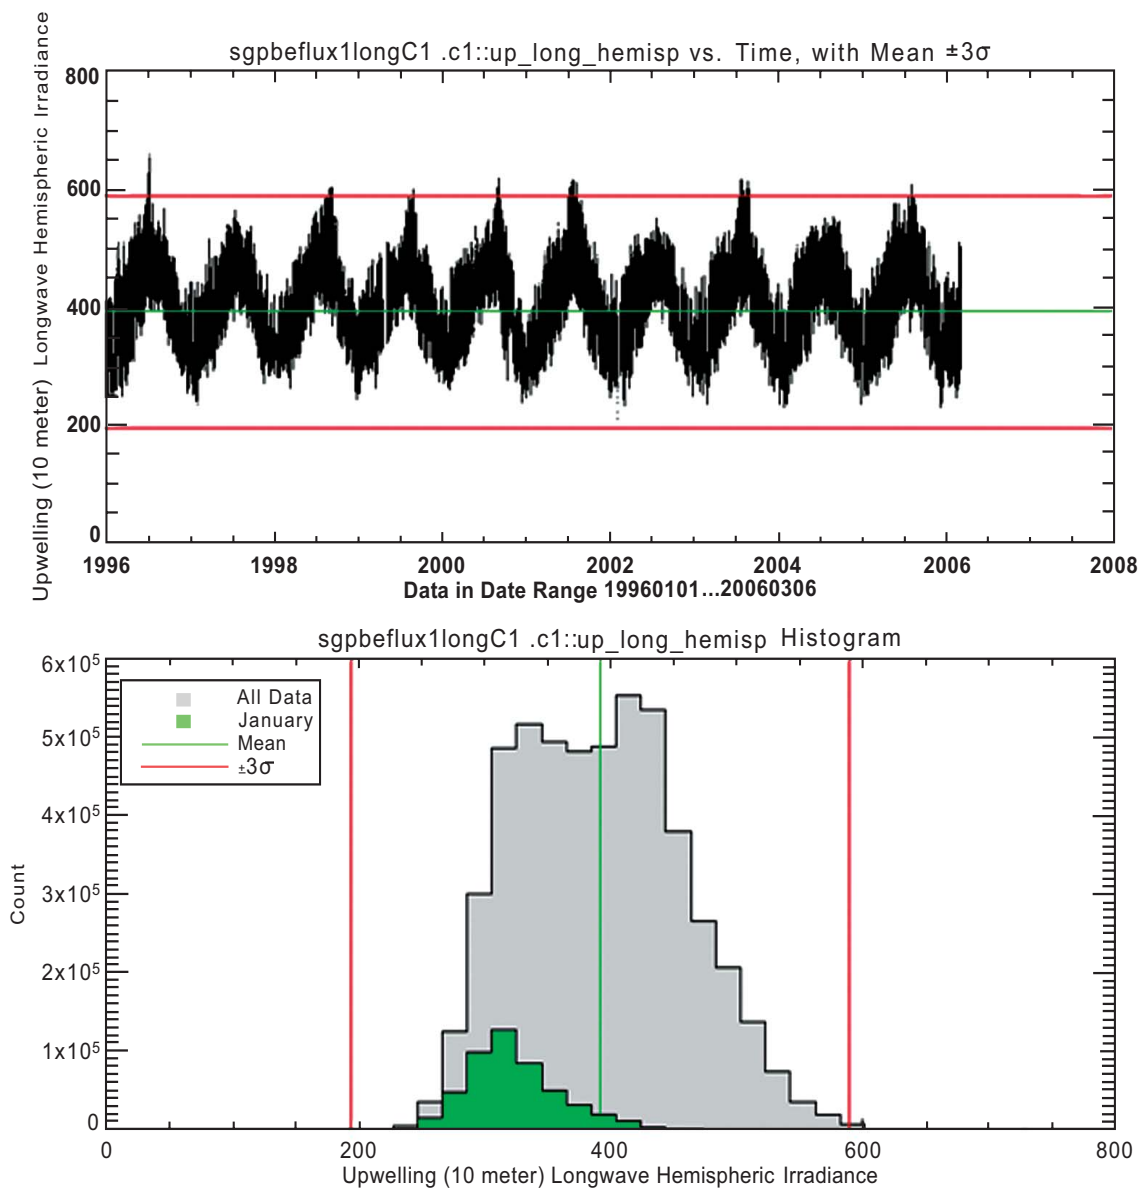 sgpbeflux1longC1 .c1::up_long_hemisp vs. Time, with Mean ±3σ
Upwelling (10 meter) Longwave Hemispheric Irradiance
800
600
400
200
0
1996 1998 2000 2002 2004 2006 2008
Data in Date Range 19960101...20060306
sgpbeflux1longC1 .c1::up_long_hemisp Histogram
All Data
January
Mean
±3σ
Count
6x10⁵
5x10⁵
4x10⁵
3x10⁵
2x10⁵
1x10⁵
0
0 200 400 600 800
Upwelling (10 meter) Longwave Hemispheric Irradiance